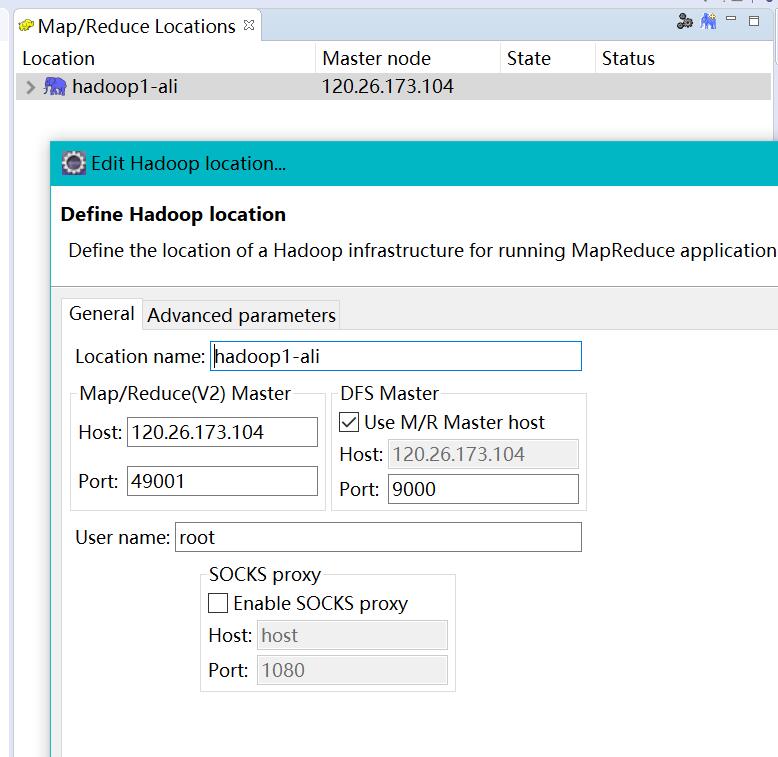 Map/Reduce Locations
Location Master node State Status
hadoop1-ali 120.26.173.104
Edit Hadoop location...
Define Hadoop location
Define the location of a Hadoop infrastructure for running MapReduce application
General Advanced parameters
Location name: hadoop1-ali
Map/Reduce(V2) Master
Host: 120.26.173.104
Port: 49001
DFS Master
Use M/R Master host
Host: 120.26.173.104
Port: 9000
User name: root
SOCKS proxy
Enable SOCKS proxy
Host: host
Port: 1080